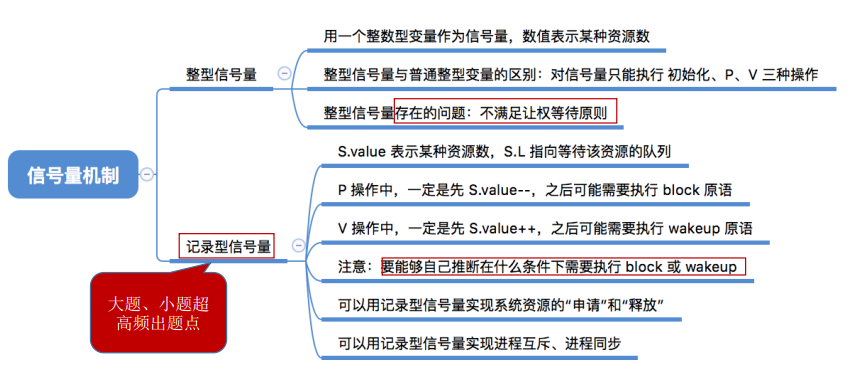 信号量机制
整型信号量
用一个整数型变量作为信号量，数值表示某种资源数
整型信号量与普通整型变量的区别：对信号量只能执行 初始化、P、V 三种操作
整型信号量存在的问题：不满足让权等待原则
记录型信号量
S.value 表示某种资源数，S.L 指向等待该资源的队列
P 操作中，一定是先 S.value--，之后可能需要执行 block 原语
V 操作中，一定是先 S.value++，之后可能需要执行 wakeup 原语
注意：要能够自己推断在什么条件下需要执行 block 或 wakeup
可以用记录型信号量实现系统资源的“申请”和“释放”
可以用记录型信号量实现进程互斥、进程同步
大题、小题超
高频出题点